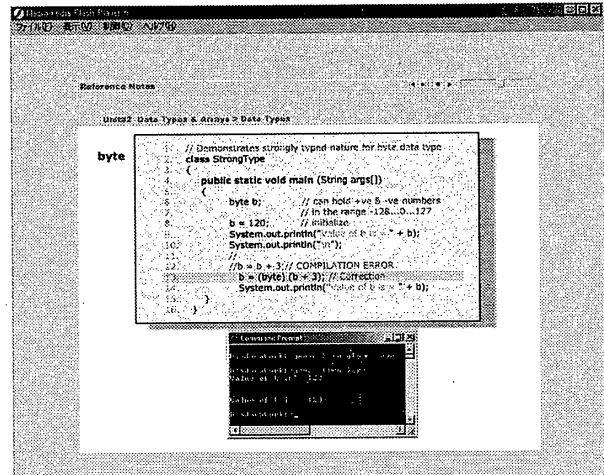 Macromedia Flash Player 6
ファイル(F) 表示(V) 制御(C) ヘルプ(H)
Reference Notes
Data Types & Arrays > Data Types
byte
1. // Demonstrates strongly typed nature for byte data type
2. class StrongType
3. {
4. public static void main (String args[])
5. {
6. byte b; // can hold +ve & -ve numbers
7. // in the range -128...0...127
8. b = 120; // initialize
9. System.out.println("Value of b is = " + b);
10. System.out.println("\n");
11. //
12. //b = b + 3;// COMPILATION ERROR
13. b = (byte) (b + 3); // Correction
14. System.out.println("Value of b is = " + b);
15. }
16. }
Command Prompt